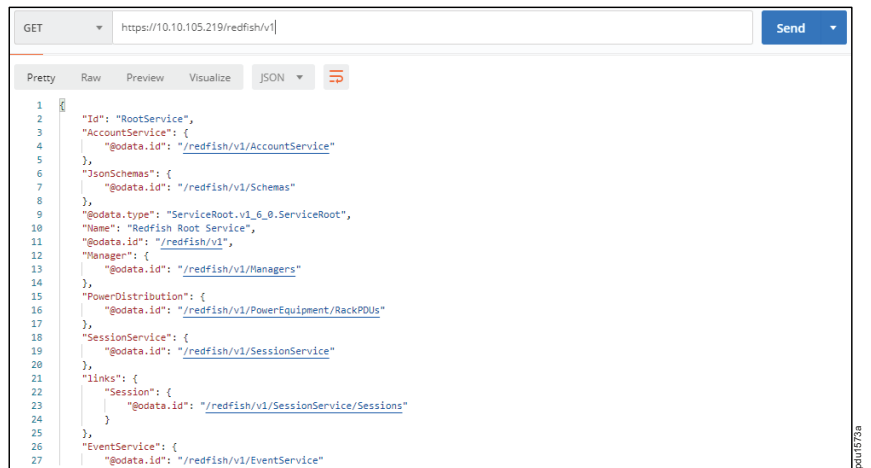 GET https://10.10.105.219/redfish/v1 Send
Pretty Raw Preview Visualize JSON
1 {
2 "Id": "RootService",
3 "AccountService": {
4 "@odata.id": "/redfish/v1/AccountService"
5 },
6 "JsonSchemas": {
7 "@odata.id": "/redfish/v1/Schemas"
8 },
9 "@odata.type": "ServiceRoot.v1_6_0.ServiceRoot",
10 "Name": "Redfish Root Service",
11 "@odata.id": "/redfish/v1",
12 "Manager": {
13 "@odata.id": "/redfish/v1/Managers"
14 },
15 "PowerDistribution": {
16 "@odata.id": "/redfish/v1/PowerEquipment/RackPDUs"
17 },
18 "SessionService": {
19 "@odata.id": "/redfish/v1/SessionService"
20 },
21 "links": {
22 "Session": {
23 "@odata.id": "/redfish/v1/SessionService/Sessions"
24 }
25 },
26 "EventService": {
27 "@odata.id": "/redfish/v1/EventService"
pdu1573a